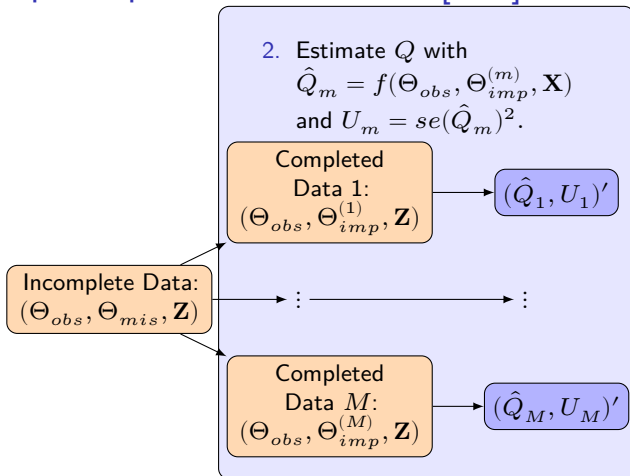 2. Estimate Q with
Q̂_m = f(Θ_obs, Θ_imp^(m), X)
and U_m = se(Q̂_m)².
Completed
Data 1:
(Θ_obs, Θ_imp^(1), Z)
(Q̂_1, U_1)′
Incomplete Data:
(Θ_obs, Θ_mis, Z)
⋮
⋮
Completed
Data M:
(Θ_obs, Θ_imp^(M), Z)
(Q̂_M, U_M)′